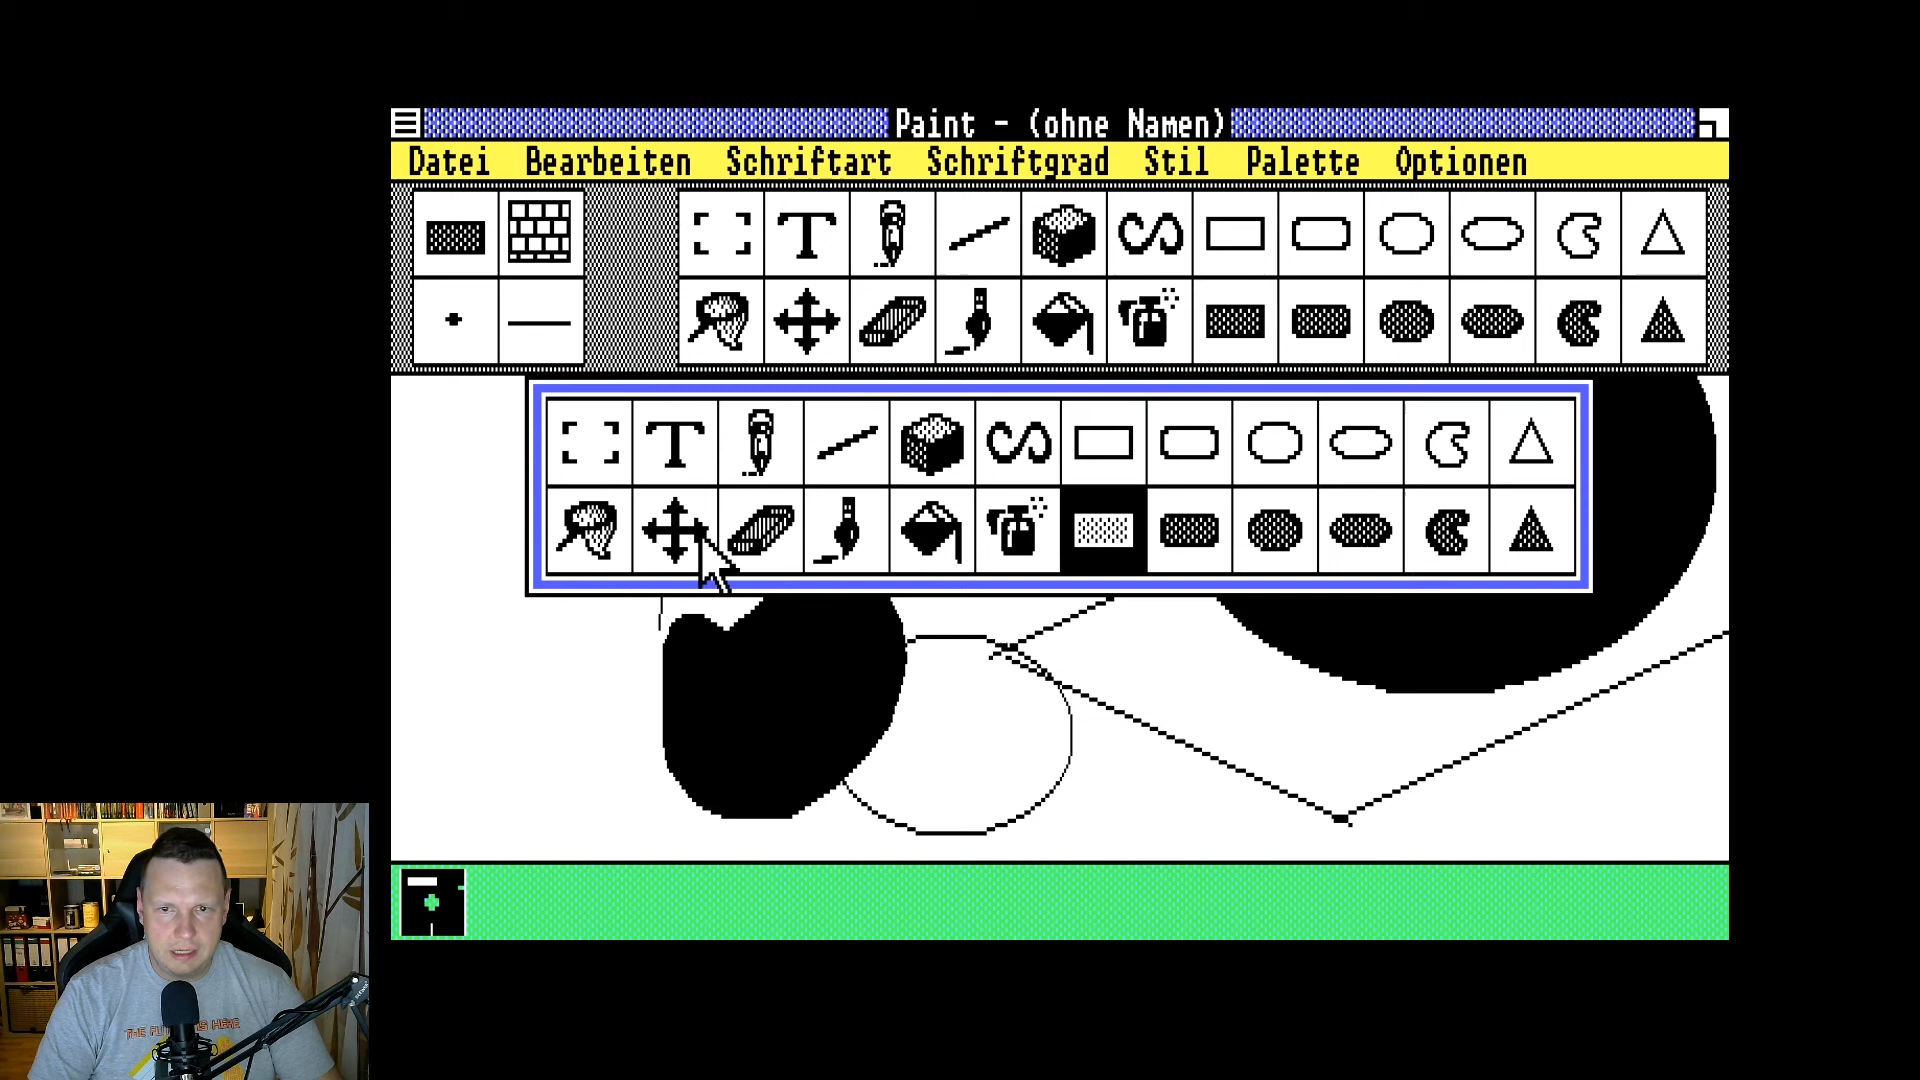 Paint - (ohne Namen)
Datei Bearbeiten Schriftart Schriftgrad Stil Palette Optionen
T
T